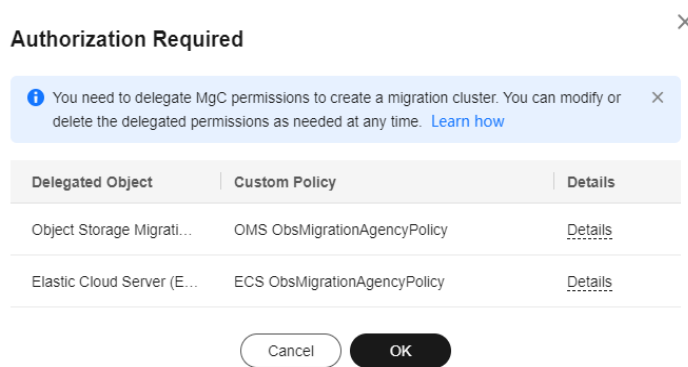 Authorization Required
You need to delegate MgC permissions to create a migration cluster. You can modify or
delete the delegated permissions as needed at any time. Learn how
Delegated Object Custom Policy Details
Object Storage Migrati... OMS ObsMigrationAgencyPolicy Details
Elastic Cloud Server (E... ECS ObsMigrationAgencyPolicy Details
Cancel OK